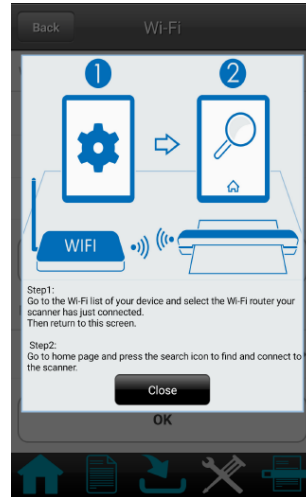 Back
Wi-Fi
1
2
WIFI
Step1:
Go to the Wi-Fi list of your device and select the Wi-Fi router your
scanner has just connected.
Then return to this screen.
Step2:
Go to home page and press the search icon to find and connect to
the scanner.
Close
OK